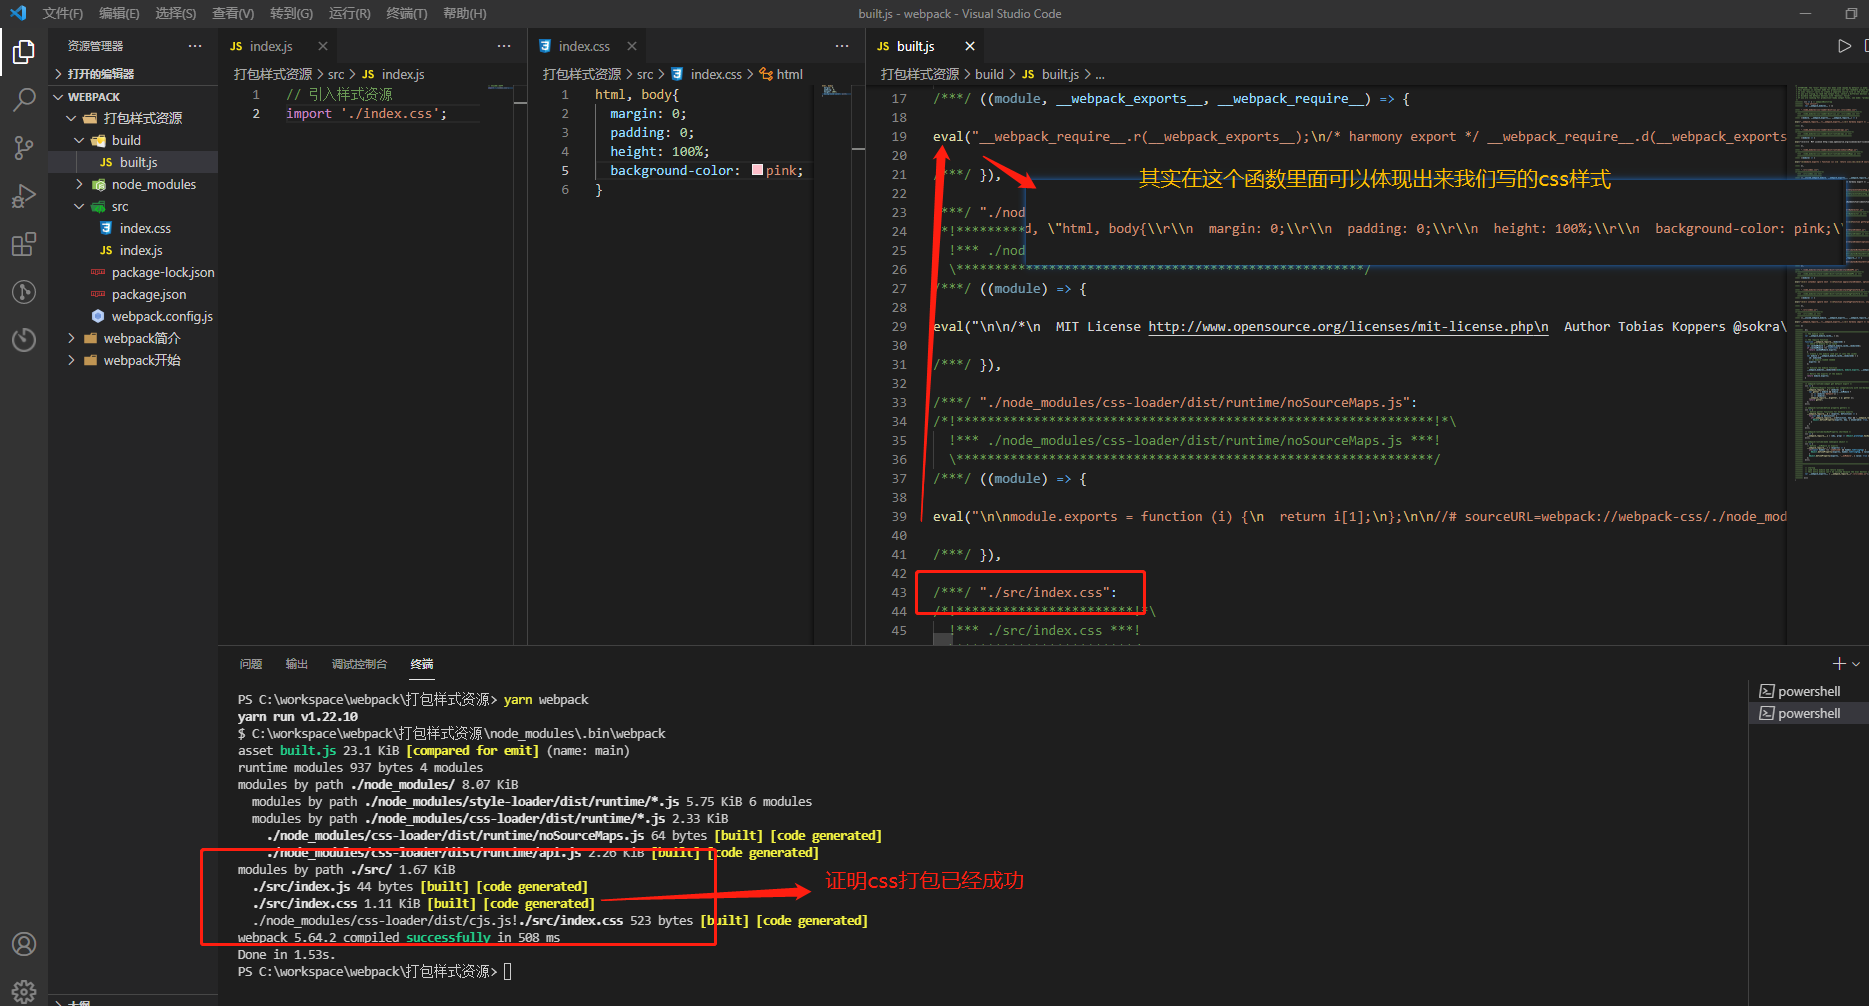 文件(F) 编辑(E) 选择(S) 查看(V) 转到(G) 运行(R) 终端(T) 帮助(H)
built.js - webpack - Visual Studio Code
资源管理器
打开的编辑器
WEBPACK
打包样式资源
build
built.js
node_modules
src
index.css
index.js
package-lock.json
package.json
webpack.config.js
webpack简介
webpack开始
大纲
JS index.js
打包样式资源 > src > JS index.js
1 // 引入样式资源
2 import './index.css';
index.css
打包样式资源 > src > index.css > html
1 html, body{
2 margin: 0;
3 padding: 0;
4 height: 100%;
5 background-color: pink;
6 }
JS built.js
打包样式资源 > build > JS built.js > ...
17 /***/ ((module, __webpack_exports__, __webpack_require__) => {
18
19 eval("__webpack_require__.r(__webpack_exports__);\n/* harmony export */ __webpack_require__.d(__webpack_exports
20
21 /***/ }),
其实在这个函数里面可以体现出来我们写的css样式
22
23 ***/ "./nod
24 *!*********
d, \"html, body{\\r\\n  margin: 0;\\r\\n  padding: 0;\\r\\n  height: 100%;\\r\\n  background-color: pink;\
25 !*** ./nod
26 \*****************************************************/
27 /***/ ((module) => {
28
29 eval("\n\n/*\n  MIT License http://www.opensource.org/licenses/mit-license.php\n  Author Tobias Koppers @sokra\
30
31 /***/ }),
32
33 /***/ "./node_modules/css-loader/dist/runtime/noSourceMaps.js":
34 /*!**************************************************************!*\
35 !*** ./node_modules/css-loader/dist/runtime/noSourceMaps.js ***!
36 \**************************************************************/
37 /***/ ((module) => {
38
39 eval("\n\nmodule.exports = function (i) {\n  return i[1];\n};\n\n//# sourceURL=webpack://webpack-css/./node_mod
40
41 /***/ }),
42
43 /***/ "./src/index.css":
44 /*!***********************!*\
45 !*** ./src/index.css ***!
问题 输出 调试控制台 终端
powershell
powershell
PS C:\workspace\webpack\打包样式资源> yarn webpack
yarn run v1.22.10
$ C:\workspace\webpack\打包样式资源\node_modules\.bin\webpack
asset built.js 23.1 KiB [compared for emit] (name: main)
runtime modules 937 bytes 4 modules
modules by path ./node_modules/ 8.07 KiB
modules by path ./node_modules/style-loader/dist/runtime/*.js 5.75 KiB 6 modules
modules by path ./node_modules/css-loader/dist/runtime/*.js 2.33 KiB
./node_modules/css-loader/dist/runtime/noSourceMaps.js 64 bytes [built] [code generated]
./node_modules/css-loader/dist/runtime/api.js 2.26 KiB [built] [code generated]
modules by path ./src/ 1.67 KiB
./src/index.js 44 bytes [built] [code generated]
./src/index.css 1.11 KiB [built] [code generated]
证明css打包已经成功
./node_modules/css-loader/dist/cjs.js!./src/index.css 523 bytes [built] [code generated]
webpack 5.64.2 compiled successfully in 508 ms
Done in 1.53s.
PS C:\workspace\webpack\打包样式资源>